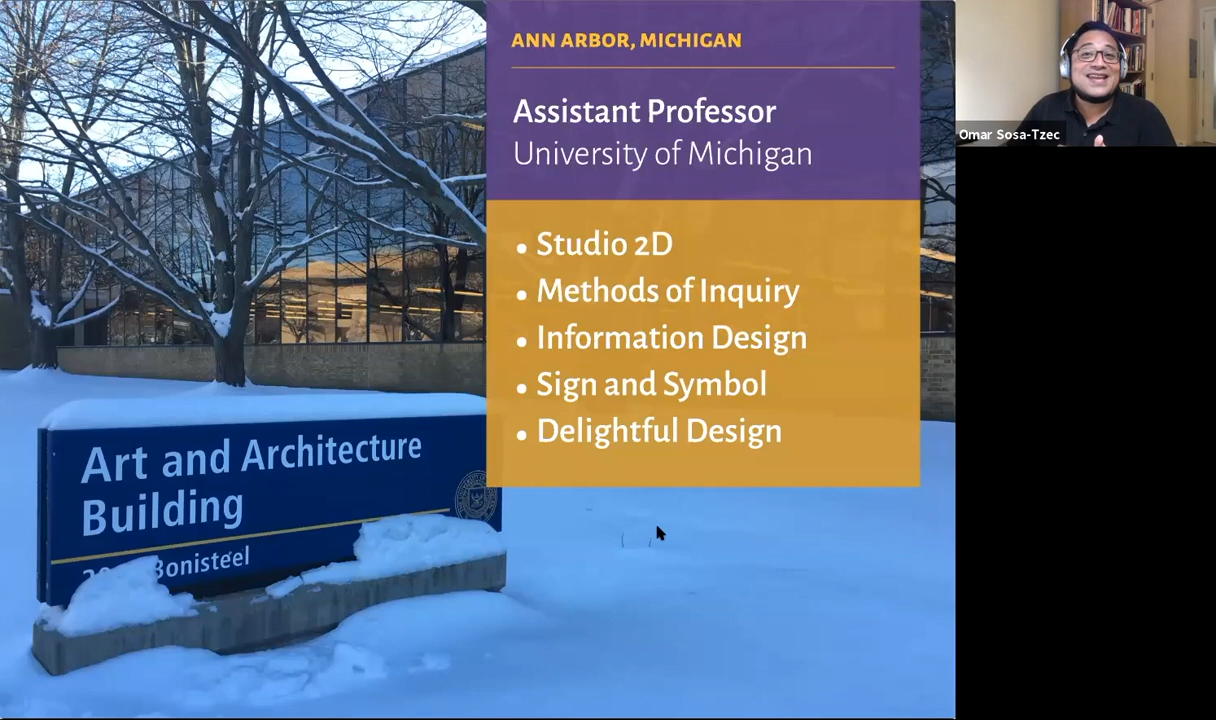 ANN ARBOR, MICHIGAN
Assistant Professor
University of Michigan
• Studio 2D
• Methods of Inquiry
• Information Design
• Sign and Symbol
• Delightful Design
Art and Architecture
Building
Bonisteel
Omar Sosa-Tzec